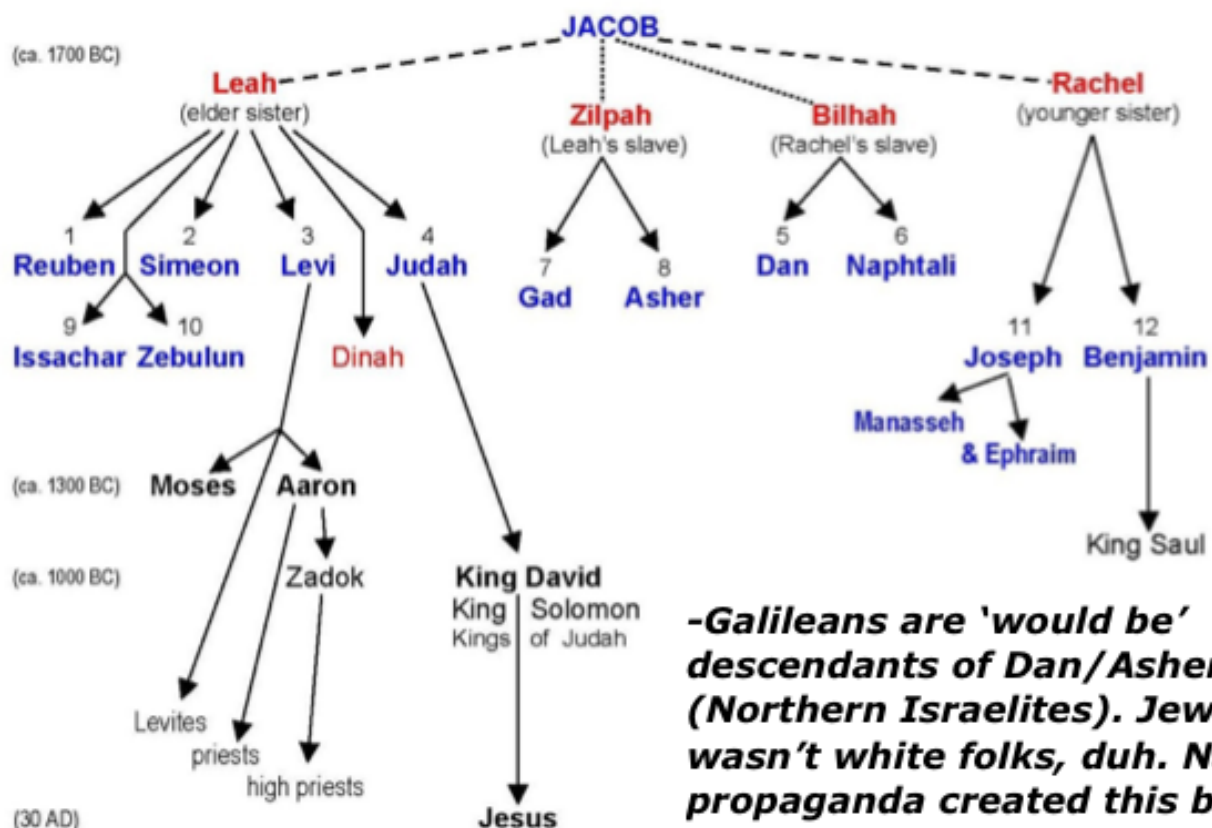 JACOB
(ca. 1700 BC)
Leah
(elder sister)
Zilpah
(Leah's slave)
Bilhah
(Rachel's slave)
Rachel
(younger sister)
1
Reuben
2
Simeon
3
Levi
4
Judah
7
Gad
8
Asher
5
Dan
6
Naphtali
9
Issachar
10
Zebulun
Dinah
11
Joseph
12
Benjamin
Manasseh
& Ephraim
(ca. 1300 BC)
Moses
Aaron
King Saul
(ca. 1000 BC)
Zadok
King David
King Solomon
Kings of Judah
Levites
priests
high priests
(30 AD)
Jesus
-Galileans are ‘would be’
descendants of Dan/Asher
(Northern Israelites).
wasn’t white folks, duh.
propaganda created this